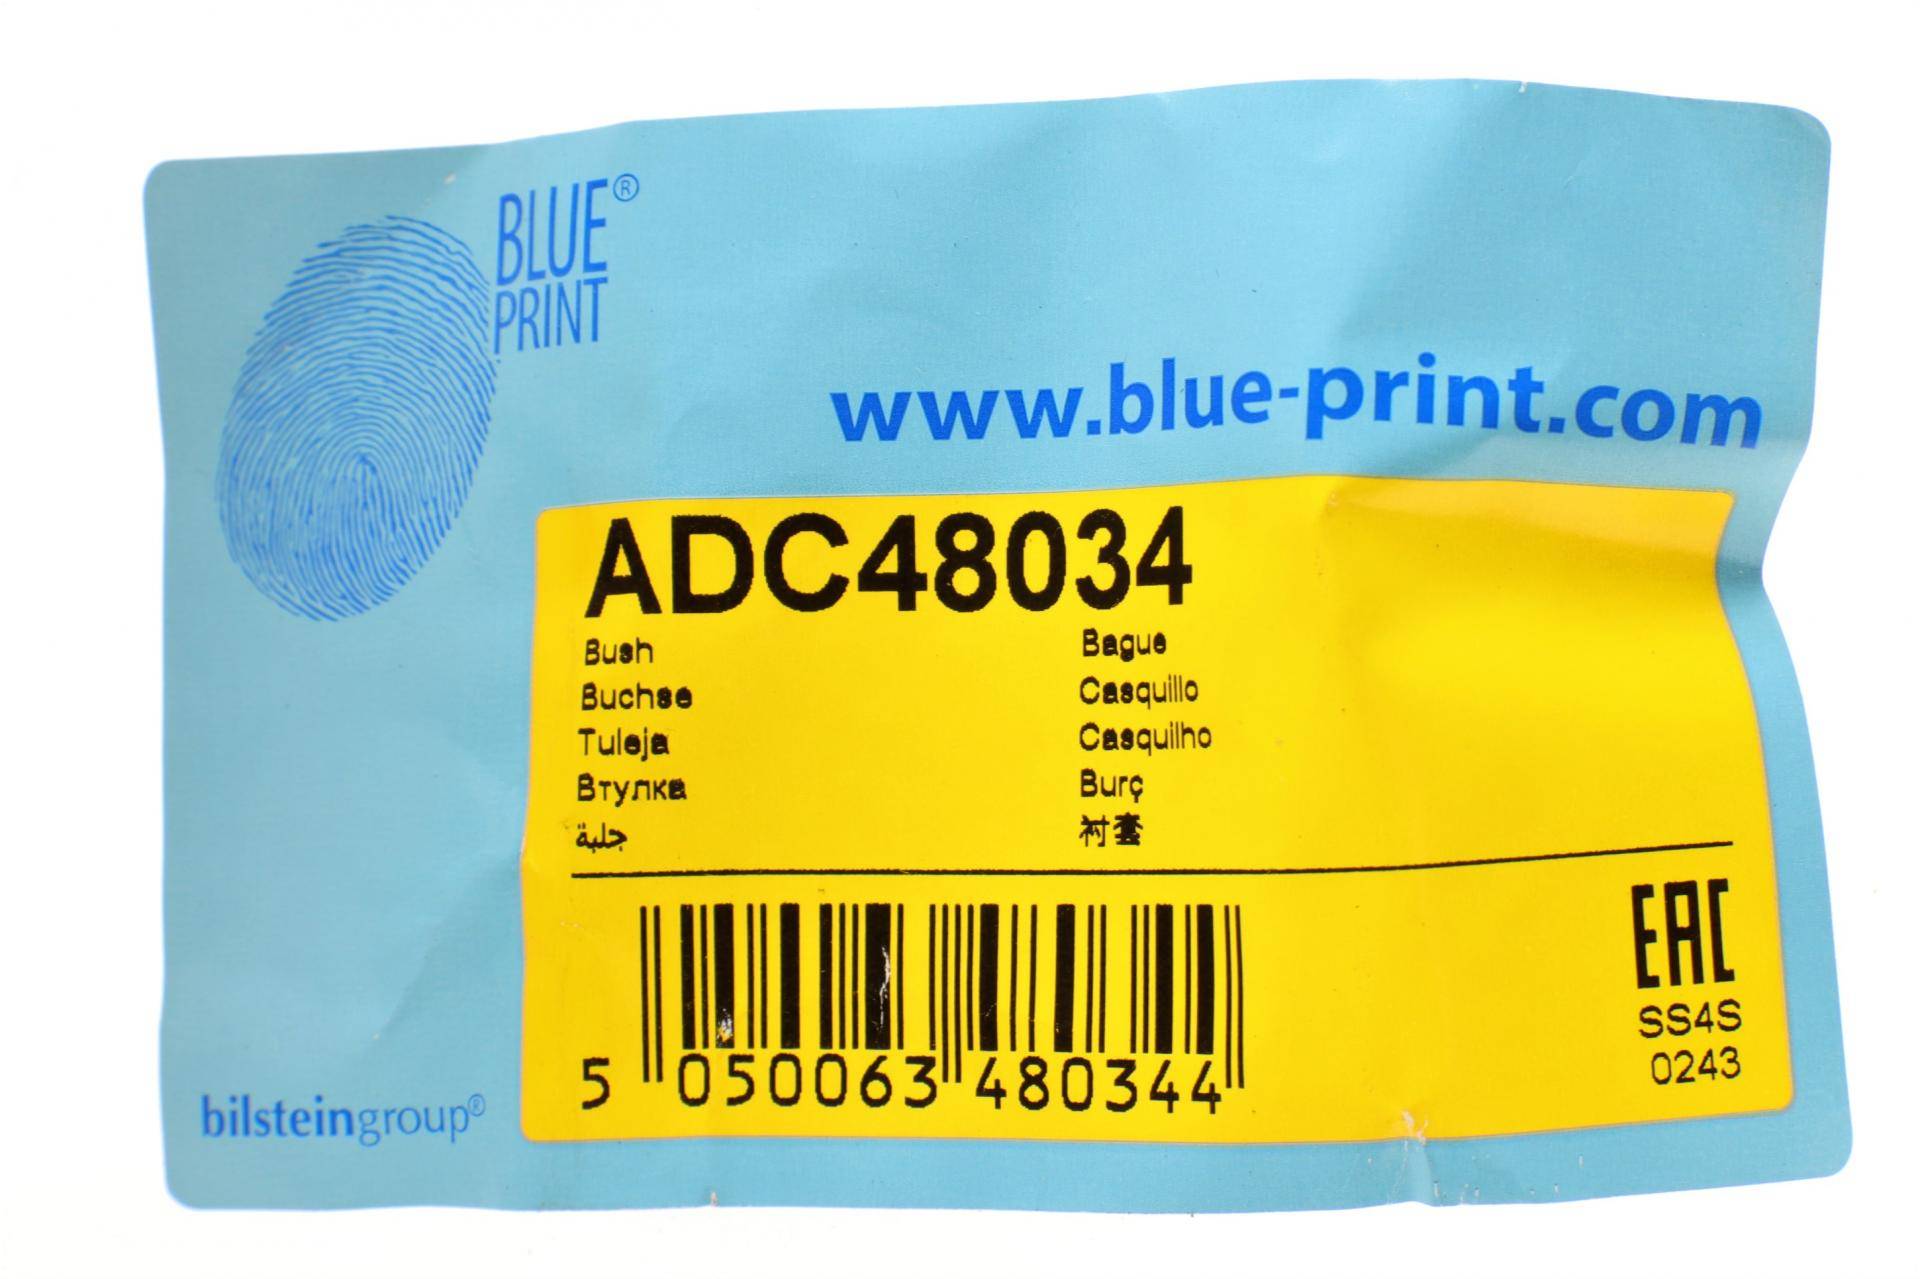 BLUE®
PRINT
www.blue-print.com
ADC48034
Bush
Bague
Buchse
Casquillo
Tuleja
Casquilho
Втулка
Burç
جلبة
衬套
EAC
SS4S
0243
5 050063 480344
bilsteingroup®